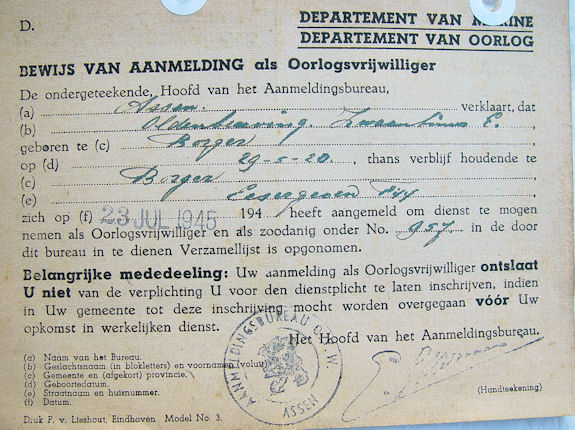 D.
DEPARTEMENT VAN MARINE
DEPARTEMENT VAN OORLOG
BEWIJS VAN AANMELDING als Oorlogsvrijwilliger
De ondergeteekende, Hoofd van het Aanmeldingsbureau,
(a) Assen. verklaart, dat
(b) E.
geboren te (c) Borger
op (d) 29-5-20, thans verblijf houdende te
(c) Borger
(e)
zich op (f) 23 JUL 1945 194 heeft aangemeld om dienst te mogen
nemen als Oorlogsvrijwilliger en als zoodanig onder No. 957. in de door
dit bureau in te dienen Verzamellijst is opgenomen.
Belangrijke mededeeling: Uw aanmelding als Oorlogsvrijwilliger ontslaat
U niet van de verplichting U voor den dienstplicht te laten inschrijven, indien
in Uw gemeente tot deze inschrijving mocht worden overgegaan vóór Uw
opkomst in werkelijken dienst.
Het Hoofd van het Aanmeldingsbureau.
AANMELDINGSBUREAU O.V.W.
ASSEN
(a) Naam van het Bureau.
(b) Geslachtsnaam (in blokletters) en voornamen (voluit)
(c) Gemeente en (afgekort) provincie.
(d) Geboortedatum.
(e) Straatnaam en huisnummer.
(f) Datum.
(Handteekening)
Druk P. v. Lieshout, Eindhoven Model No. 3.